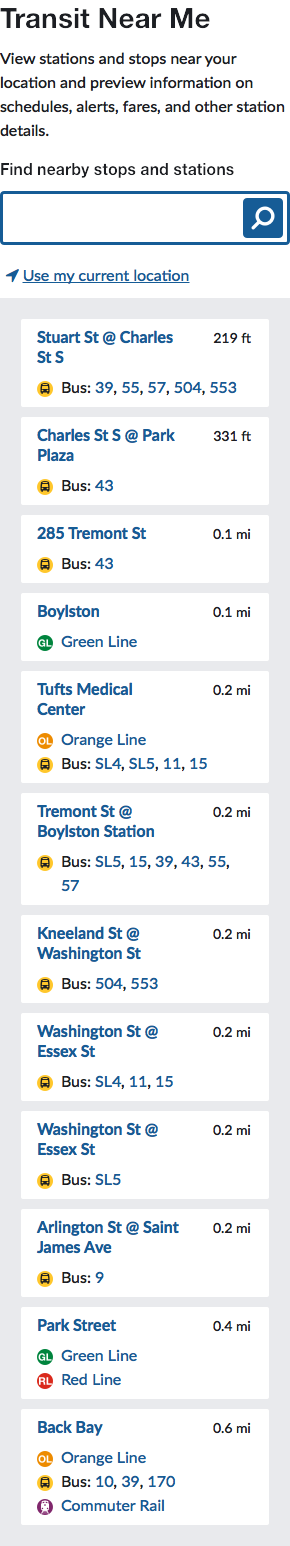 Transit Near Me
View stations and stops near your
location and preview information on
schedules, alerts, fares, and other station
details.
Find nearby stops and stations
Use my current location
Stuart St @ Charles
St S
219 ft
Bus: 39, 55, 57, 504, 553
Charles St S @ Park
Plaza
331 ft
Bus: 43
285 Tremont St
0.1 mi
Bus: 43
Boylston
0.1 mi
GL Green Line
Tufts Medical
Center
0.2 mi
OL Orange Line
Bus: SL4, SL5, 11, 15
Tremont St @
Boylston Station
0.2 mi
Bus: SL5, 15, 39, 43, 55,
57
Kneeland St @
Washington St
0.2 mi
Bus: 504, 553
Washington St @
Essex St
0.2 mi
Bus: SL4, 11, 15
Washington St @
Essex St
0.2 mi
Bus: SL5
Arlington St @ Saint
James Ave
0.2 mi
Bus: 9
Park Street
0.4 mi
GL Green Line
RL Red Line
Back Bay
0.6 mi
OL Orange Line
Bus: 10, 39, 170
Commuter Rail